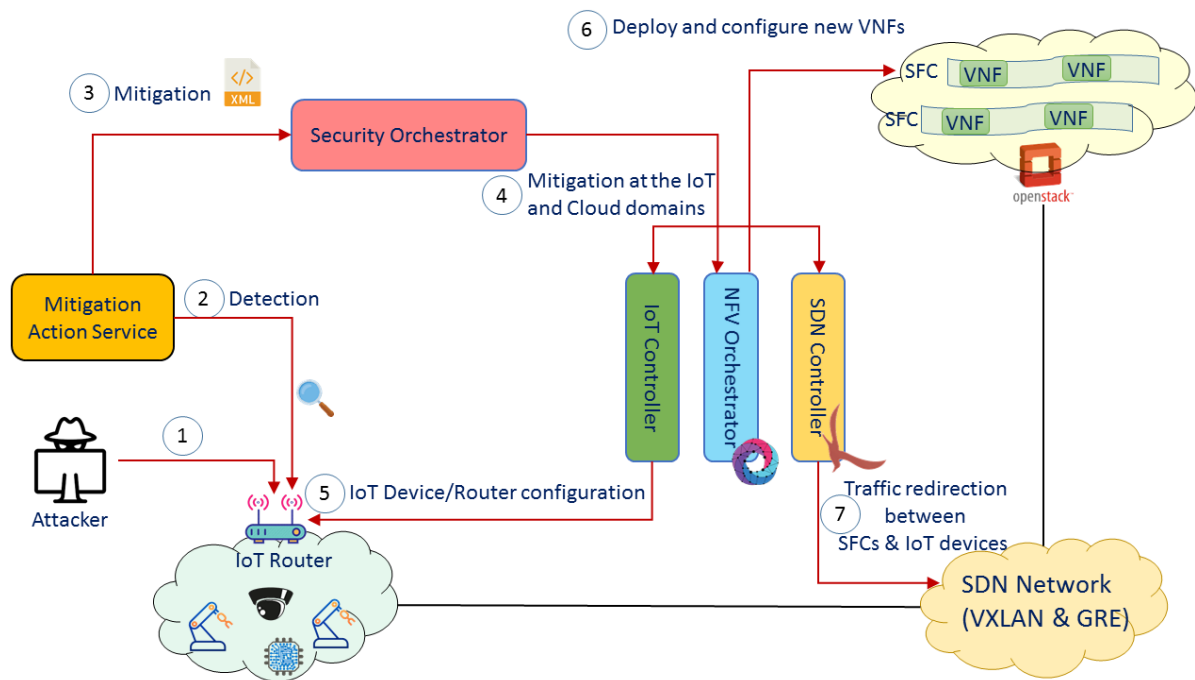 6
Deploy and configure new VNFs
SFC
VNF
VNF
SFC
VNF
VNF
openstack™
3
Mitigation
XML
Security Orchestrator
4
Mitigation at the IoT
and Cloud domains
Mitigation
Action Service
2
Detection
IoT Controller
NFV Orchestrator
SDN Controller
1
Attacker
5
IoT Device/Router configuration
IoT Router
7
Traffic redirection
between
SFCs & IoT devices
SDN Network
(VXLAN & GRE)